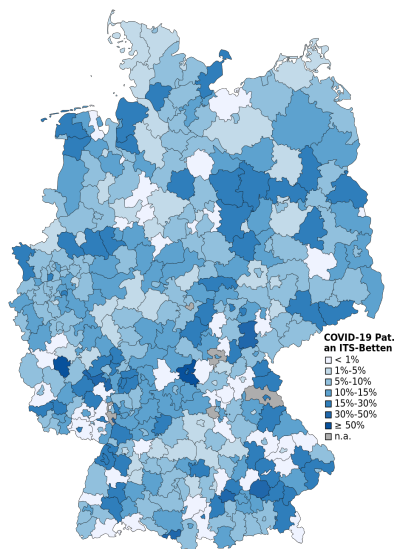 COVID-19 Pat.
an ITS-Betten
< 1%
1%-5%
5%-10%
10%-15%
15%-30%
30%-50%
≥ 50%
n.a.